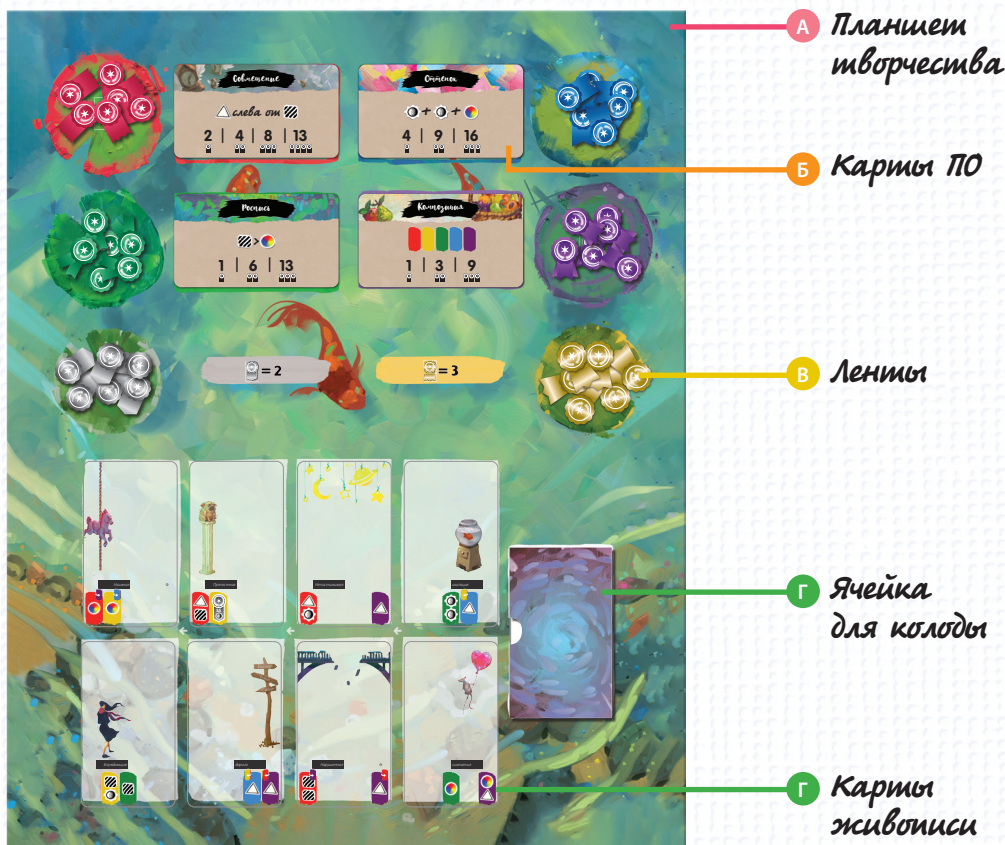 А Планшет
творчества
Совмещение
слева от
2 | 4 | 8 | 13
Оттенок
+ +
4 | 9 | 16
Б Карты ПО
Роспись
>
1 | 6 | 13
Композиция
1 | 3 | 9
= 2
= 3
В Ленты
Г Ячейка
для колоды
Г Карты
живописи